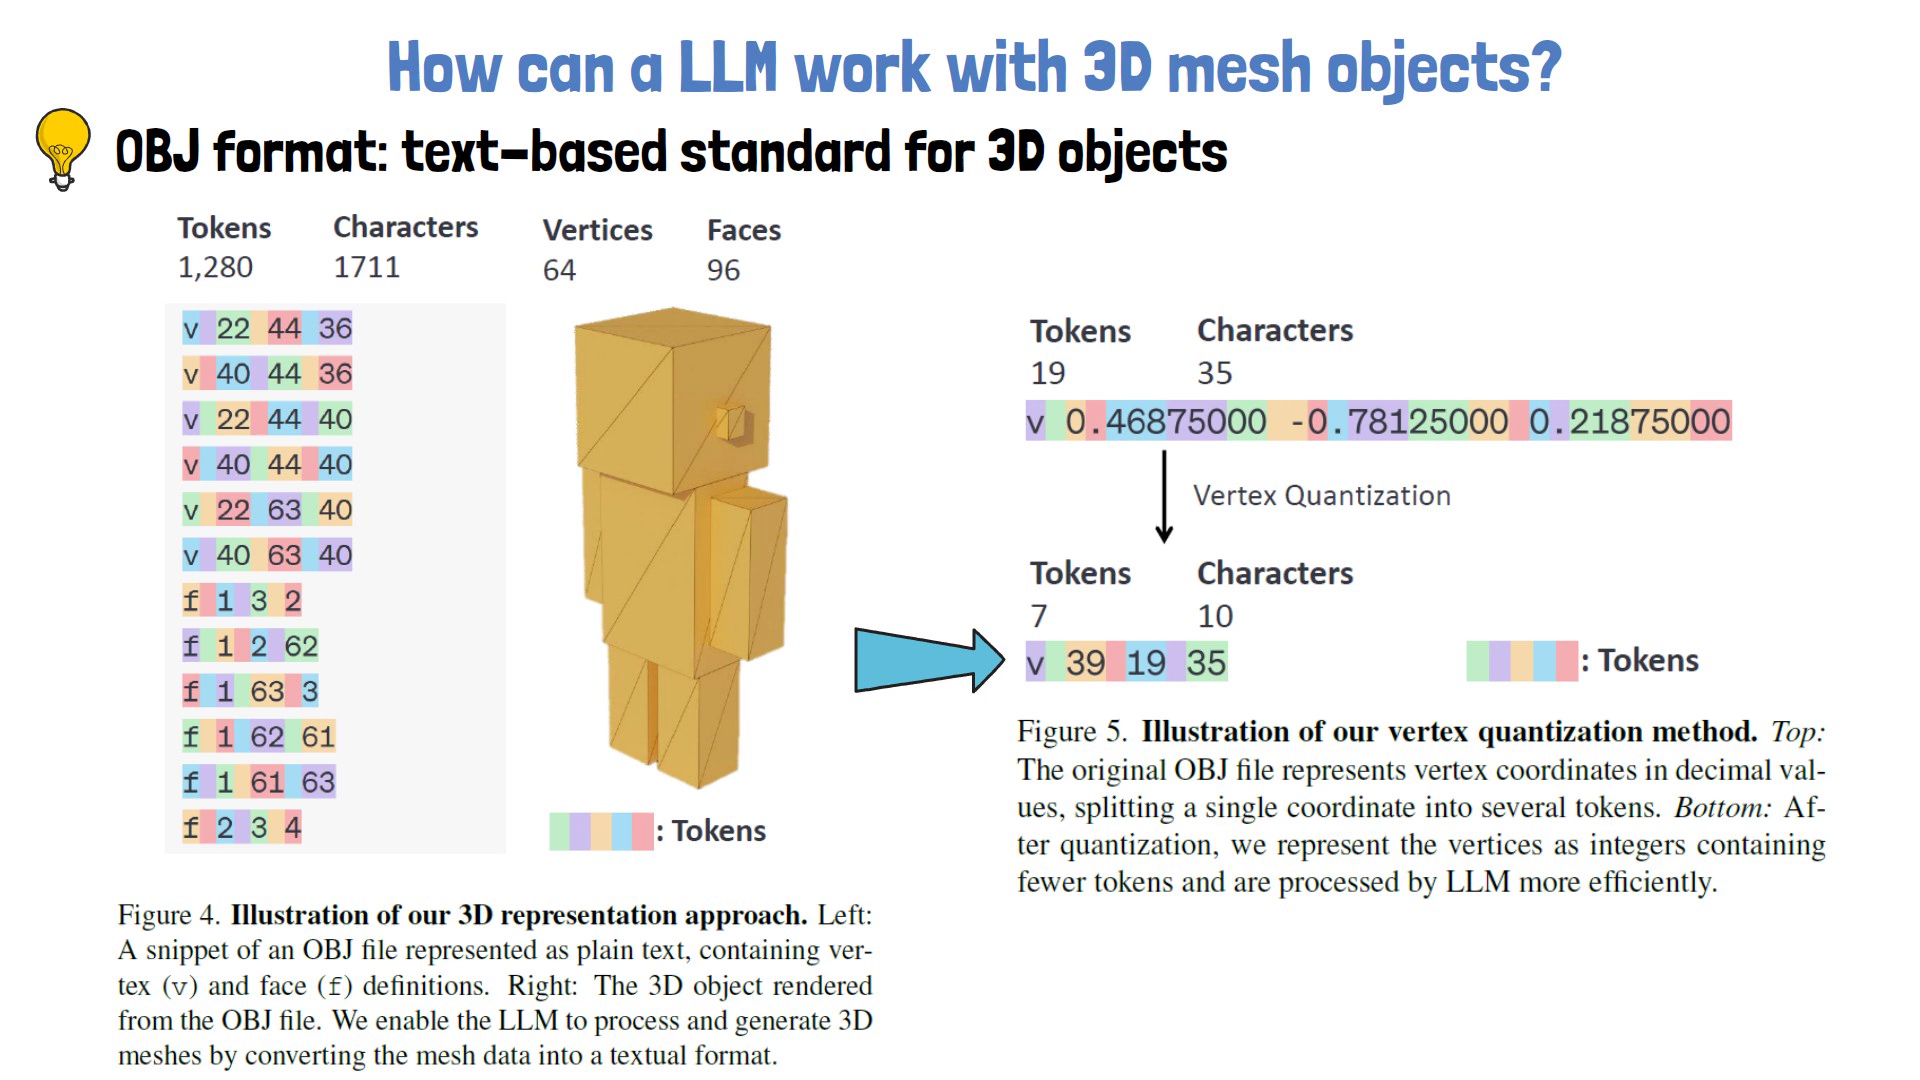 How can a LLM work with 3D mesh objects?
OBJ format: text-based standard for 3D objects
Tokens Characters Vertices Faces
1,280 1711 64 96
v 22 44 36
v 40 44 36
v 22 44 40
v 40 44 40
v 22 63 40
v 40 63 40
f 1 3 2
f 1 2 62
f 1 63 3
f 1 62 61
f 1 61 63
f 2 3 4
: Tokens
Figure 4. Illustration of our 3D representation approach. Left:
A snippet of an OBJ file represented as plain text, containing ver-
tex (v) and face (f) definitions. Right: The 3D object rendered
from the OBJ file. We enable the LLM to process and generate 3D
meshes by converting the mesh data into a textual format.
Tokens Characters
19 35
v 0.46875000 -0.78125000 0.21875000
Vertex Quantization
Tokens Characters
7 10
v 39 19 35
: Tokens
Figure 5. Illustration of our vertex quantization method. Top:
The original OBJ file represents vertex coordinates in decimal val-
ues, splitting a single coordinate into several tokens. Bottom: Af-
ter quantization, we represent the vertices as integers containing
fewer tokens and are processed by LLM more efficiently.